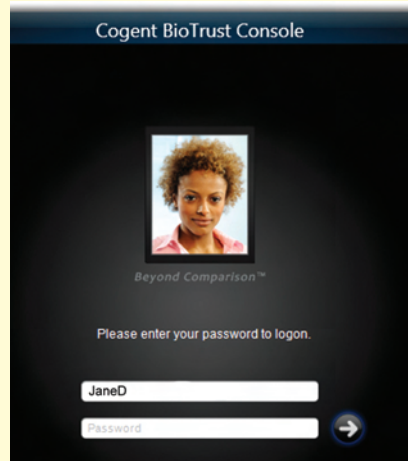 Cogent BioTrust Console
Beyond Comparison™
Please enter your password to logon.
JaneD
Password